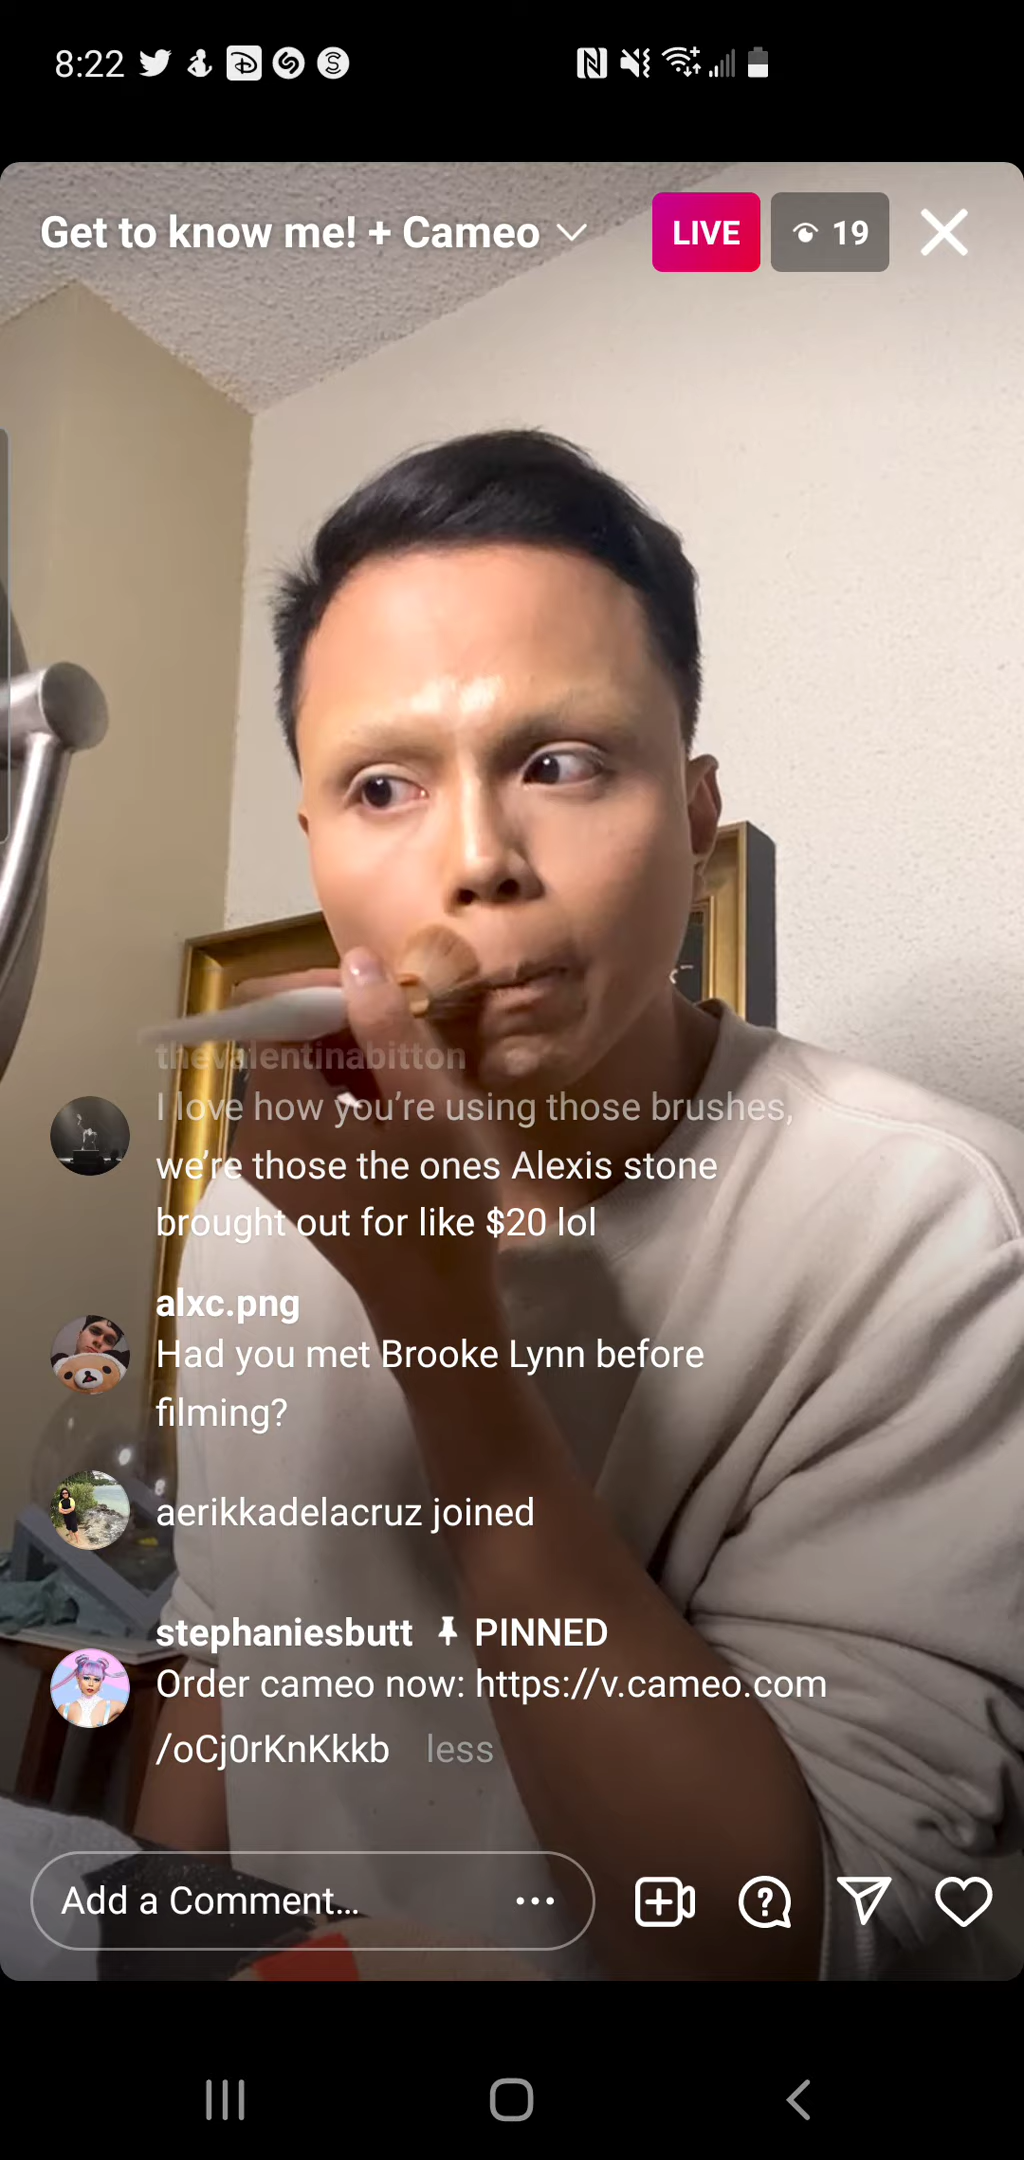 8:22
Get to know me! + Cameo
LIVE
19
thevalentinabitton
I love how you're using those brushes,
we're those the ones Alexis stone
brought out for like $20 lol
alxc.png
Had you met Brooke Lynn before
filming?
aerikkadelacruz joined
stephaniesbutt PINNED
Order cameo now: https://v.cameo.com
/oCj0rKnKkkb less
Add a Comment...